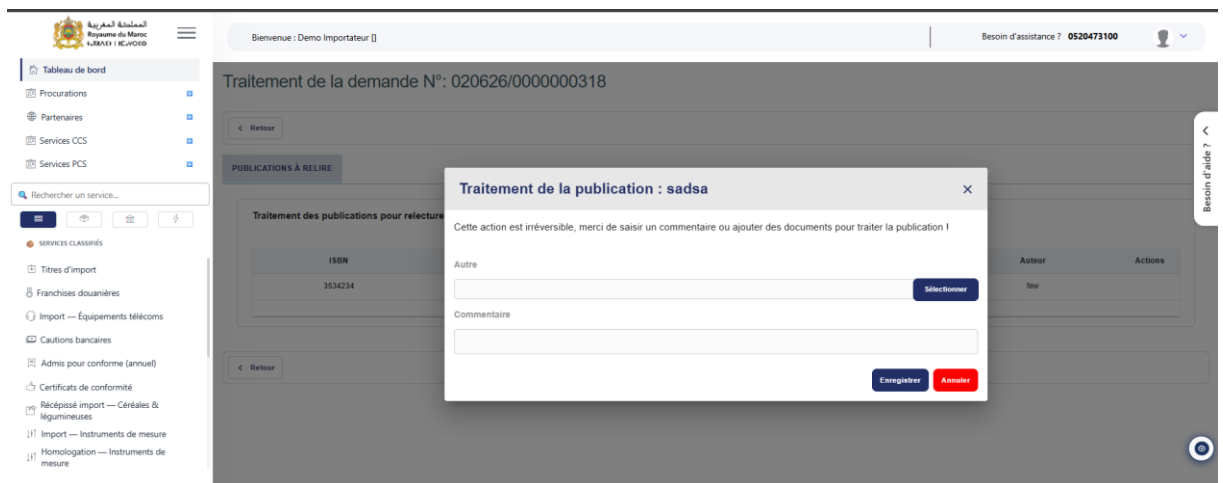 المملكة المغربية
Royaume du Maroc
ⵜⴰⴳⵍⴷⵉⵜ ⵏ ⵍⵎⵖⵔⵉⴱ
Bienvenue : Demo Importateur []
Besoin d'assistance ? 0520473100
Tableau de bord
Procurations
Partenaires
Services CCS
Services PCS
Rechercher un service...
SERVICES CLASSIFIÉS
Titres d'import
Franchises douanières
Import — Équipements télécoms
Cautions bancaires
Admis pour conforme (annuel)
Certificats de conformité
Récépissé import — Céréales &
légumineuses
Import — Instruments de mesure
Homologation — Instruments de
mesure
Traitement de la demande N°: 020626/0000000318
Retour
PUBLICATIONS À RELIRE
Traitement des publications pour relecture
ISBN
Auteur
Actions
3534234
few
Retour
Traitement de la publication : sadsa
Cette action est irréversible, merci de saisir un commentaire ou ajouter des documents pour traiter la publication !
Autre
Sélectionner
Commentaire
Enregistrer
Annuler
Besoin d'aide ?